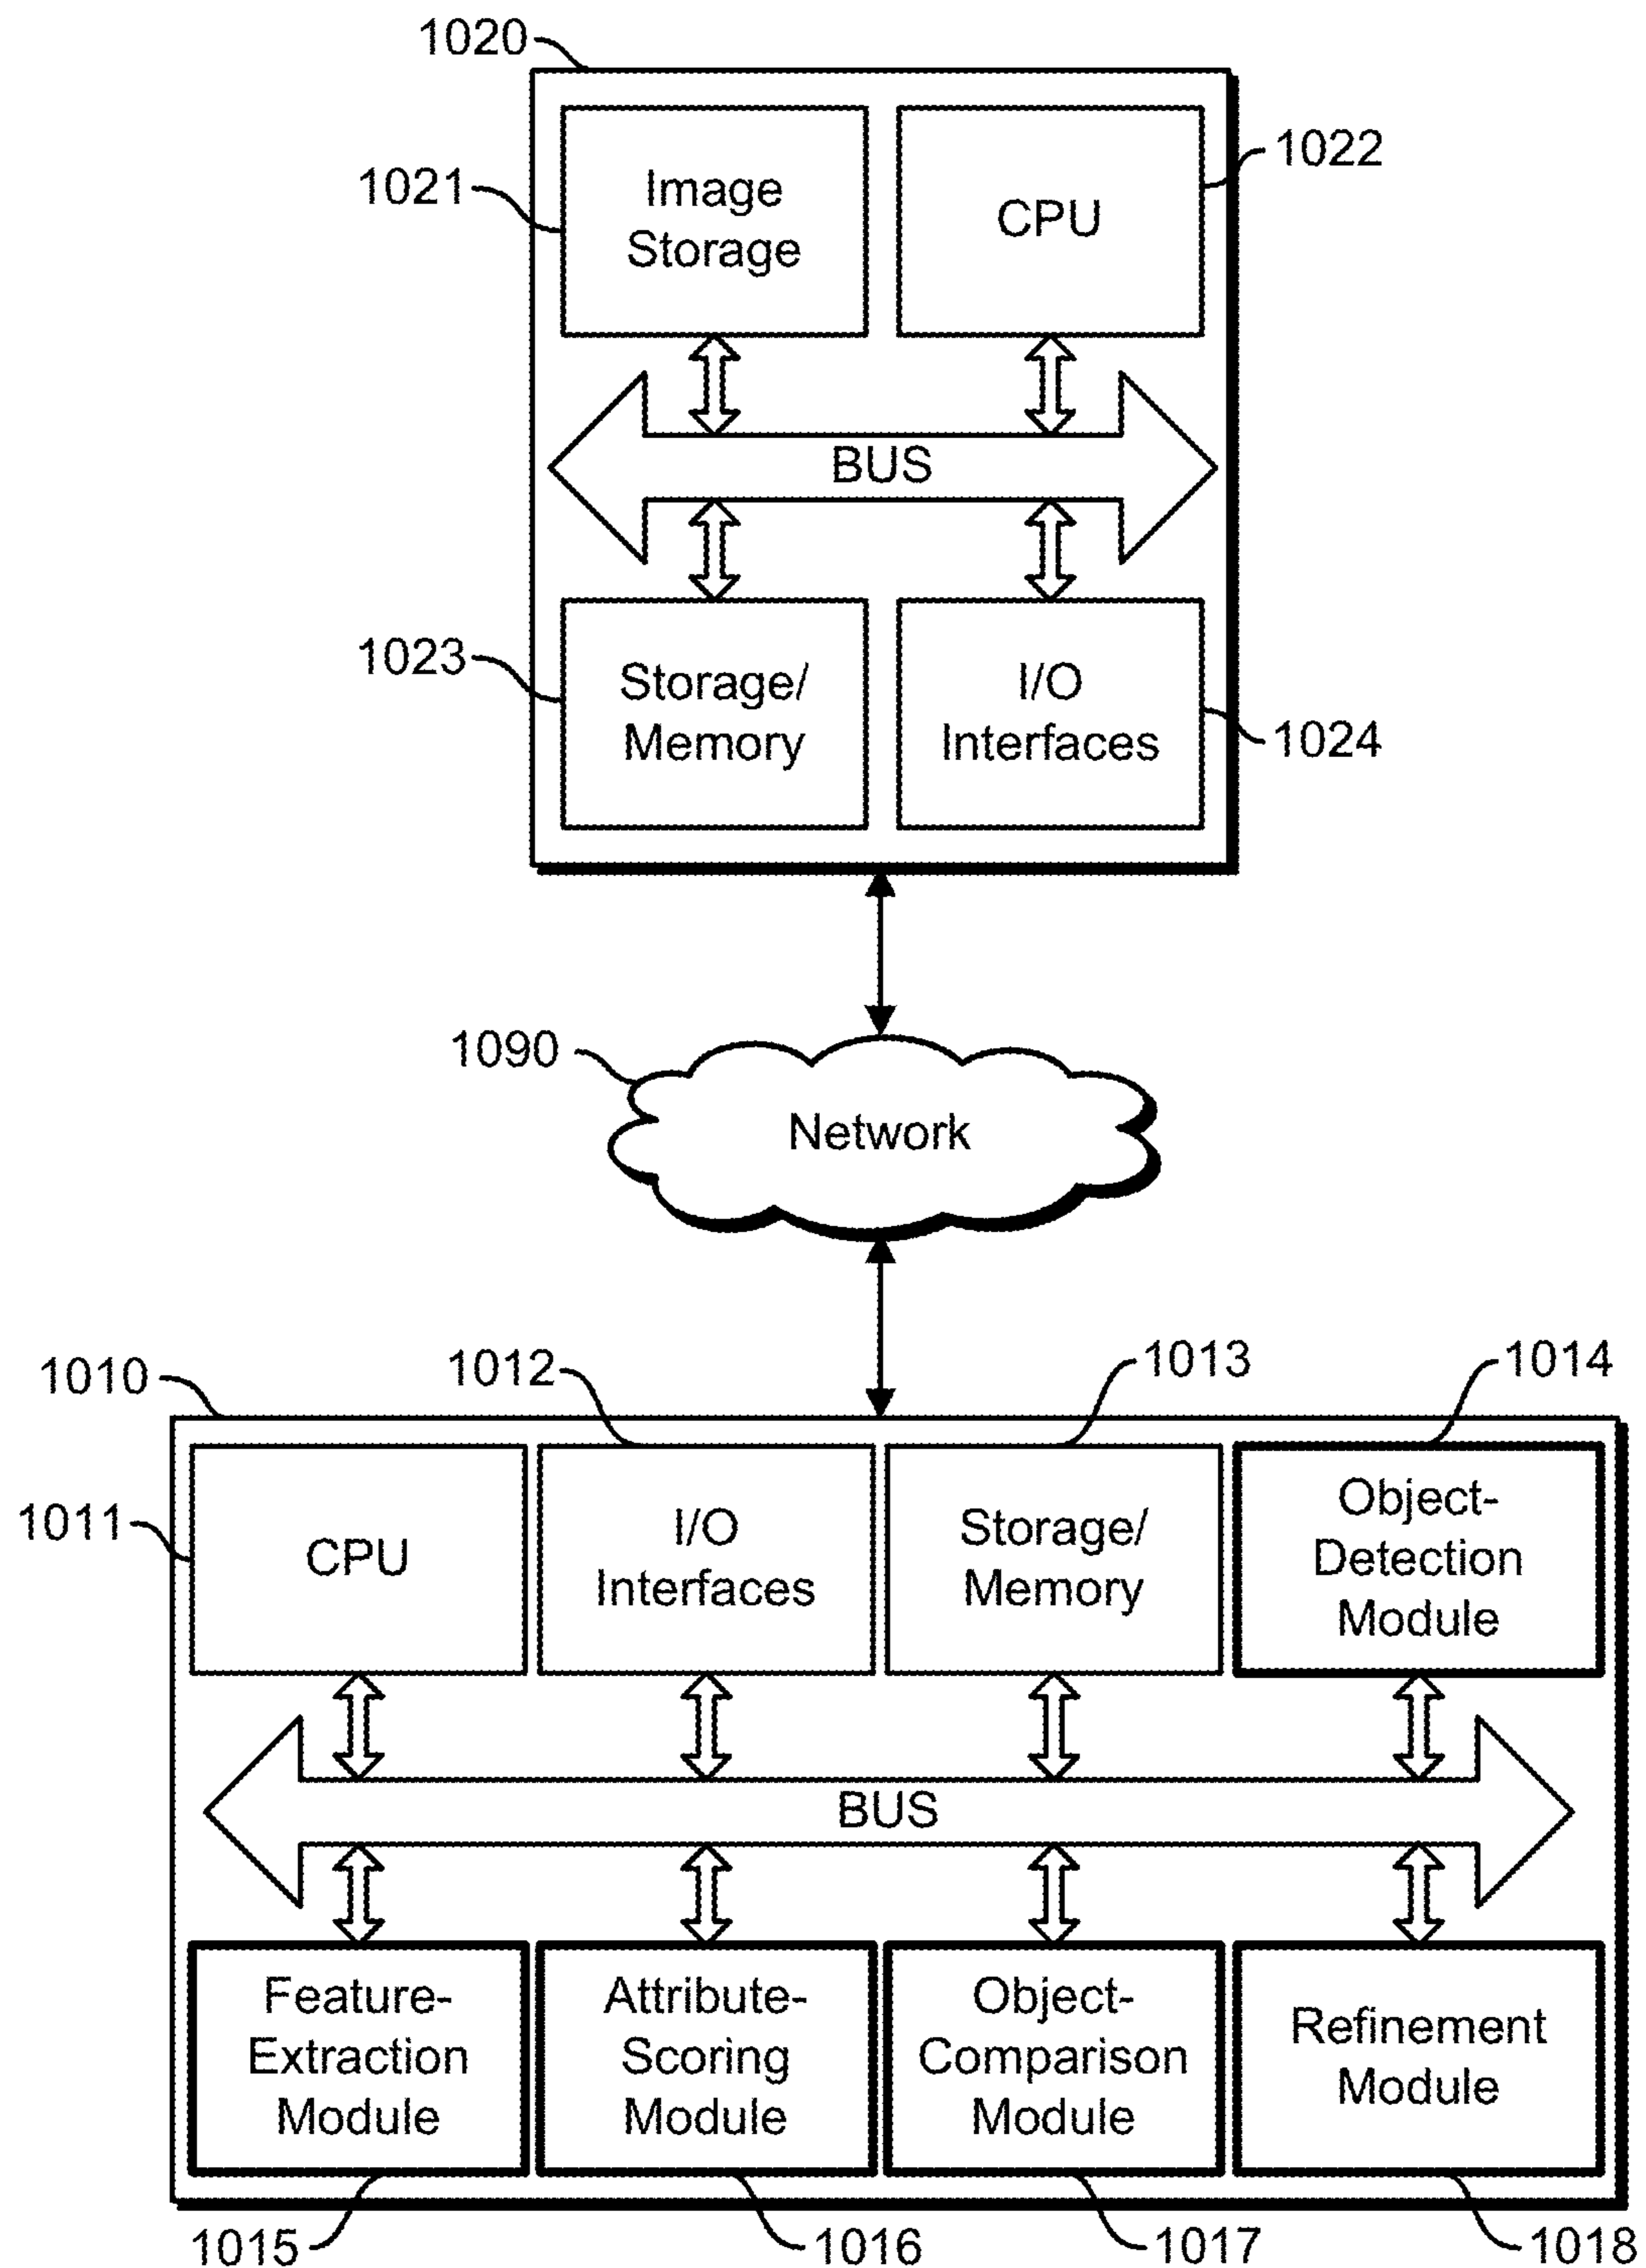 1020
1021
Image
Storage
CPU
1022
BUS
1023
Storage/
Memory
I/O
Interfaces
1024
1090
Network
1010
1012
1013
1014
1011
CPU
I/O
Interfaces
Storage/
Memory
Object-
Detection
Module
BUS
Feature-
Extraction
Module
Attribute-
Scoring
Module
Object-
Comparison
Module
Refinement
Module
1015
1016
1017
1018